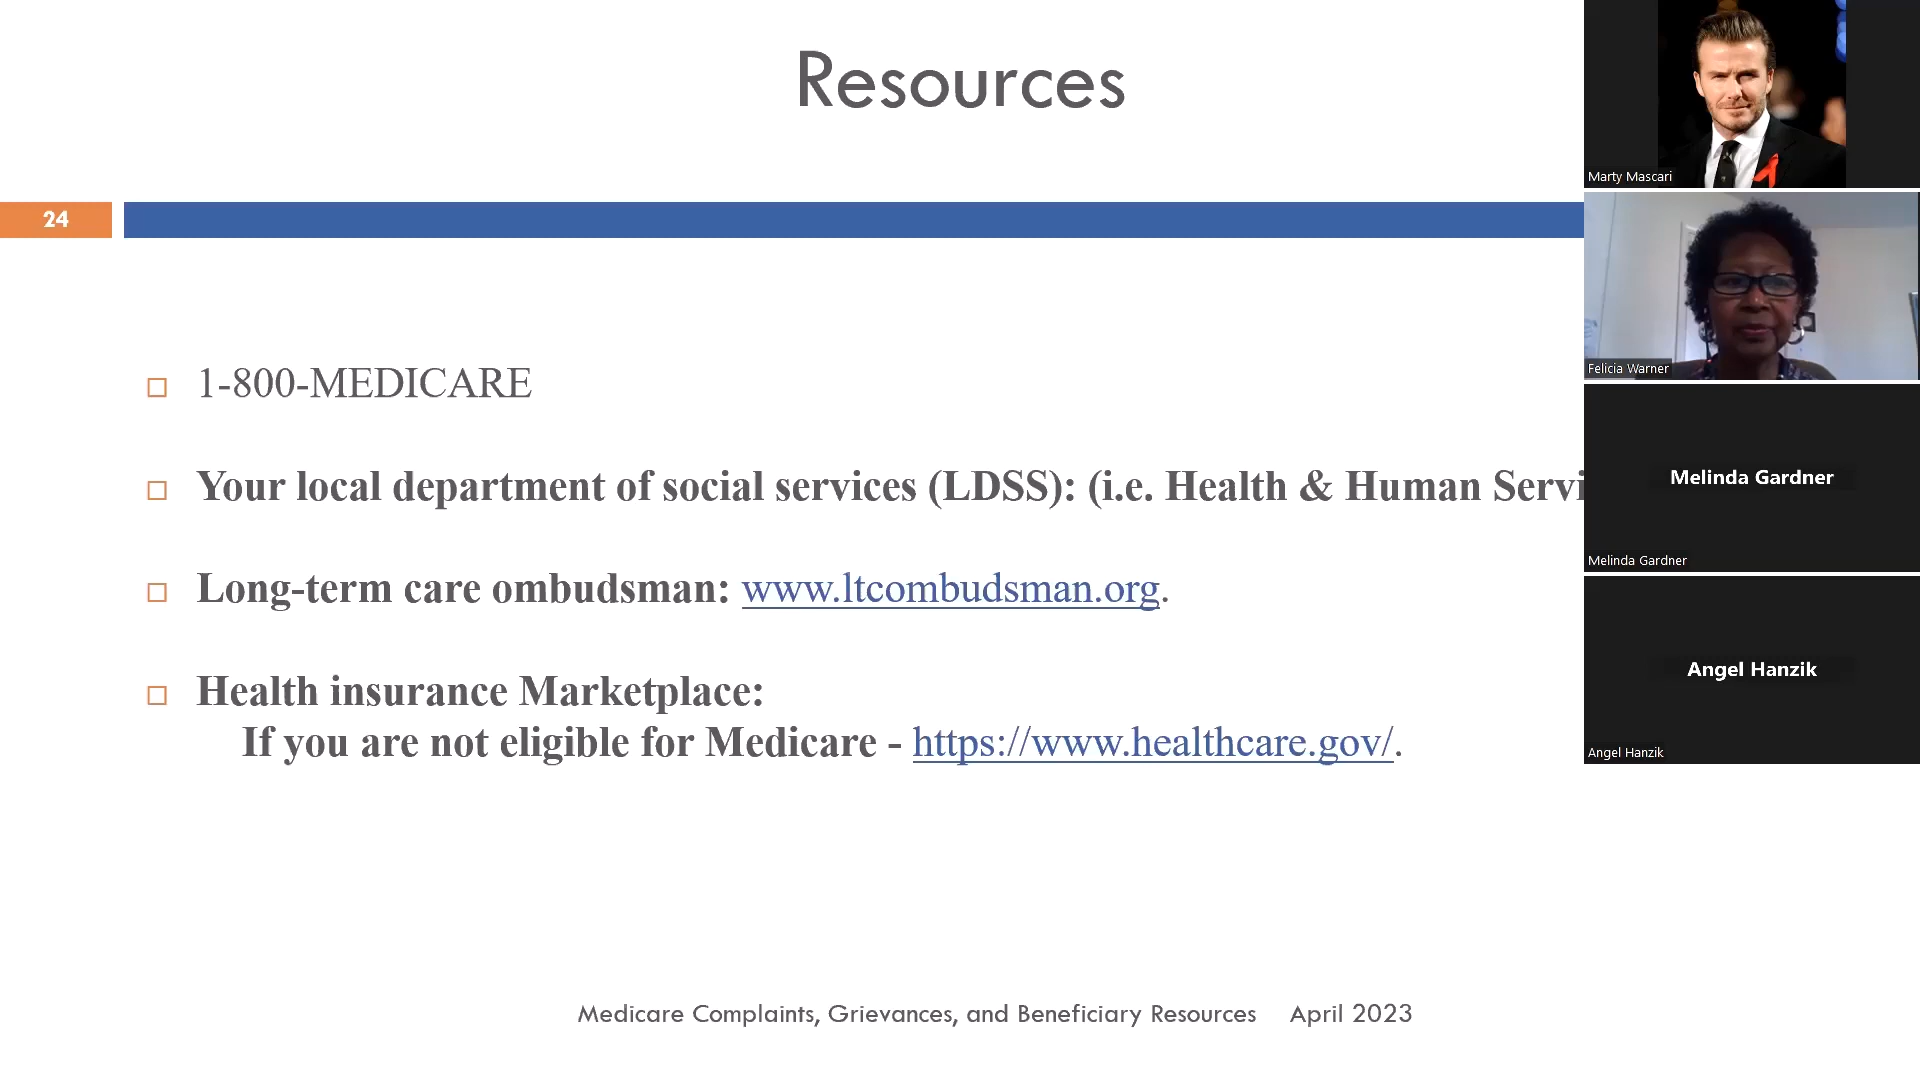 Resources
24
1-800-MEDICARE
Your local department of social services (LDSS): (i.e. Health & Human Servi
Long-term care ombudsman: www.ltcombudsman.org.
Health insurance Marketplace:
If you are not eligible for Medicare - https://www.healthcare.gov/.
Medicare Complaints, Grievances, and Beneficiary Resources April 2023
Marty Mascari
Felicia Warner
Melinda Gardner
Melinda Gardner
Angel Hanzik
Angel Hanzik